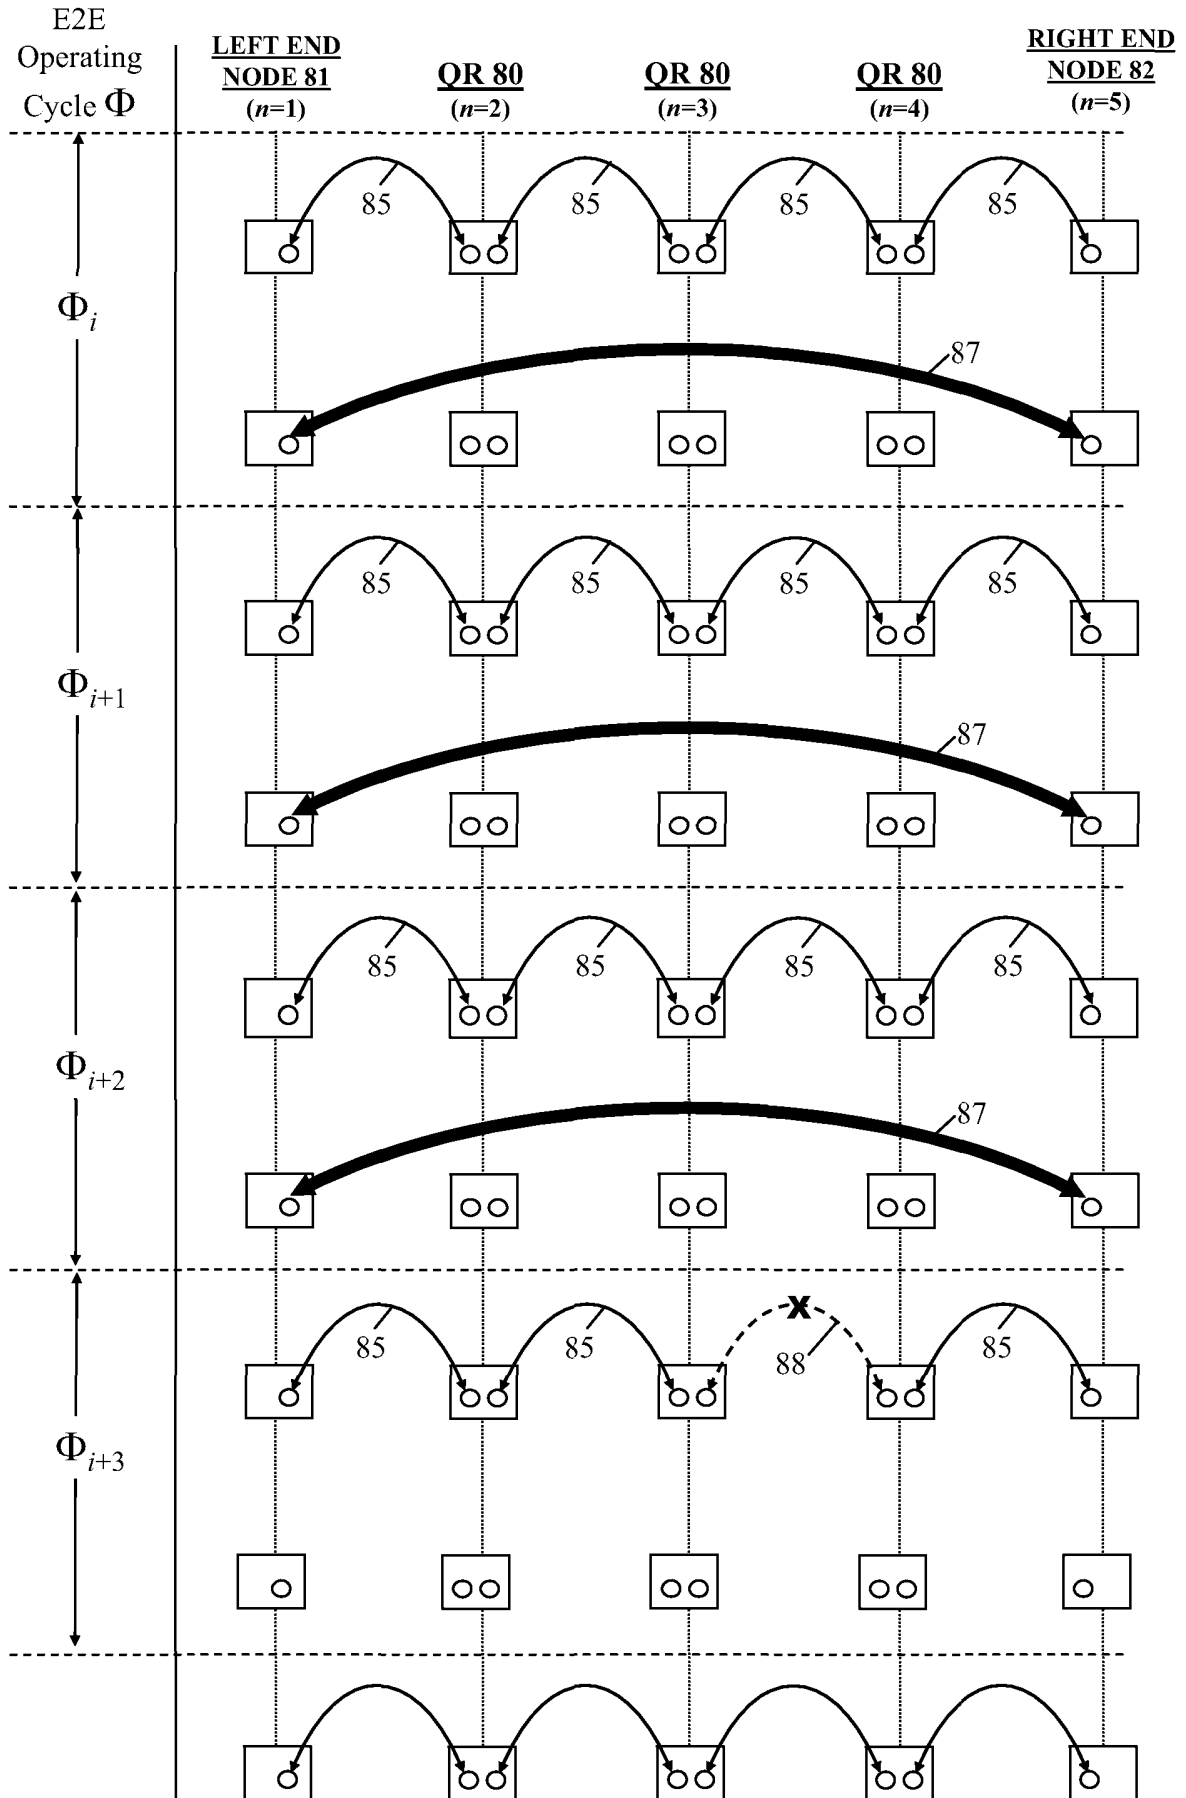 E2E
Operating
Cycle Φ
LEFT END
NODE 81
(n=1)
QR 80
(n=2)
QR 80
(n=3)
QR 80
(n=4)
RIGHT END
NODE 82
(n=5)
85 85 85 85
Φi
87
85 85 85 85
Φi+1
87
85 85 85 85
Φi+2
87
X
85 85 88 85
Φi+3